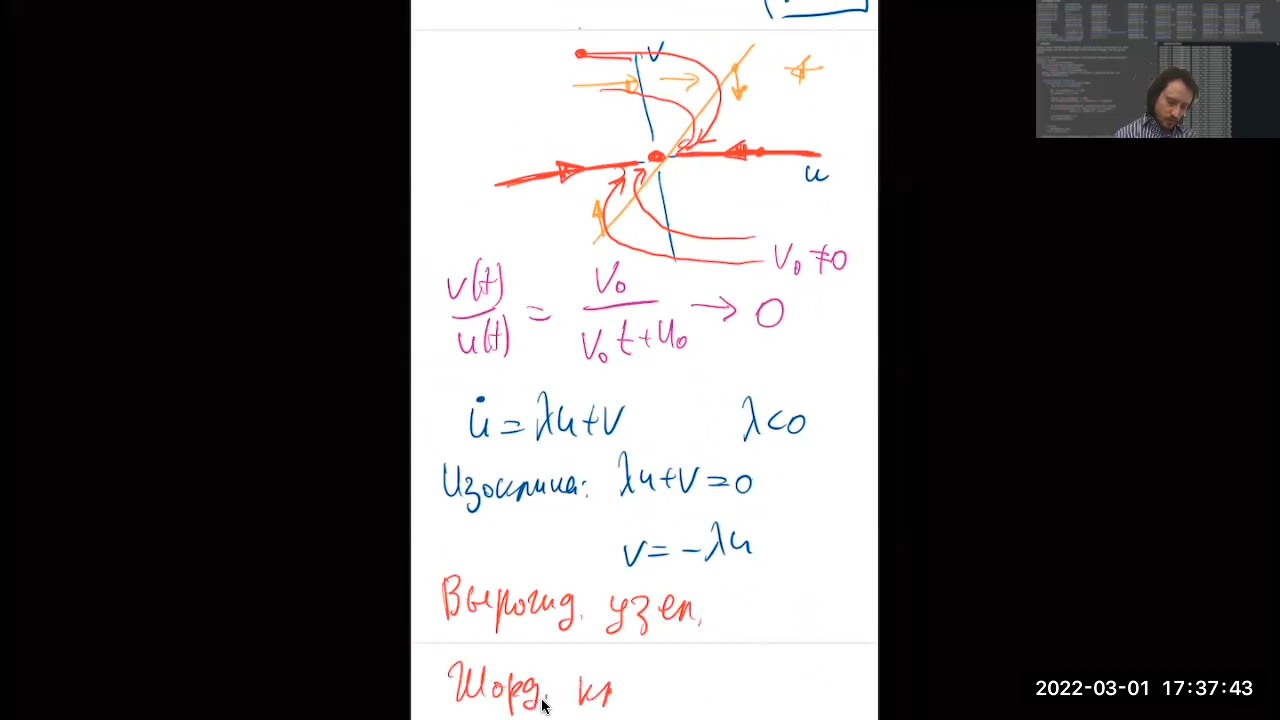 v
u
V₀ ≠ 0
v(t)/u(t) = V₀/(V₀t + u₀) → 0
u̇ = λu + v λ < 0
Изоклина: λu + v = 0
v = -λu
Вырожд. узел,
Жорд. кл
2022-03-01 17:37:43